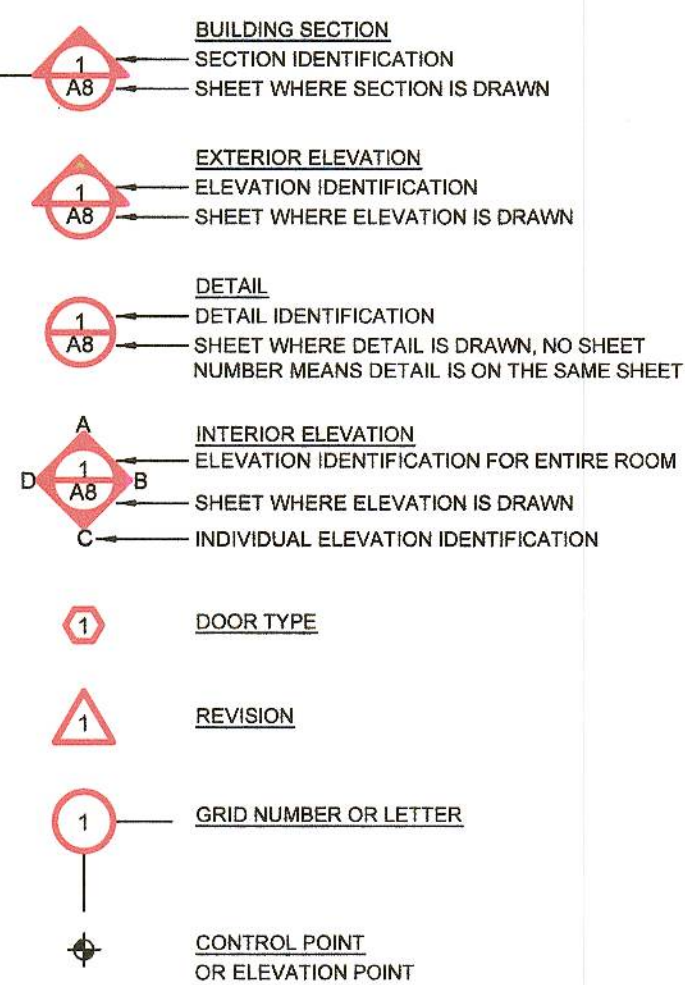 BUILDING SECTION
1
SECTION IDENTIFICATION
A8
SHEET WHERE SECTION IS DRAWN
EXTERIOR ELEVATION
1
ELEVATION IDENTIFICATION
A8
SHEET WHERE ELEVATION IS DRAWN
DETAIL
1
DETAIL IDENTIFICATION
A8
SHEET WHERE DETAIL IS DRAWN, NO SHEET
NUMBER MEANS DETAIL IS ON THE SAME SHEET
A
INTERIOR ELEVATION
1
ELEVATION IDENTIFICATION FOR ENTIRE ROOM
D
B
A8
SHEET WHERE ELEVATION IS DRAWN
C
INDIVIDUAL ELEVATION IDENTIFICATION
1
DOOR TYPE
1
REVISION
1
GRID NUMBER OR LETTER
CONTROL POINT
OR ELEVATION POINT